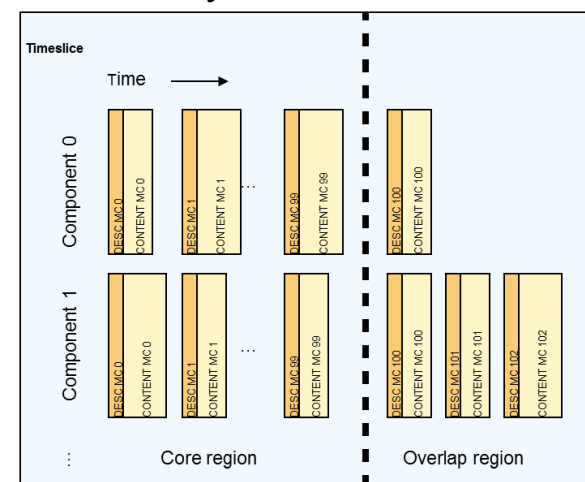 Timeslice
Time
Component 0
DESC MC 0
CONTENT MC 0
DESC MC 1
CONTENT MC 1
...
DESC MC 99
CONTENT MC 99
DESC MC 100
CONTENT MC 100
Component 1
DESC MC 0
CONTENT MC 0
DESC MC 1
CONTENT MC 1
...
DESC MC 99
CONTENT MC 99
DESC MC 100
CONTENT MC 100
DESC MC 101
CONTENT MC 101
DESC MC 102
CONTENT MC 102
...
Core region
Overlap region